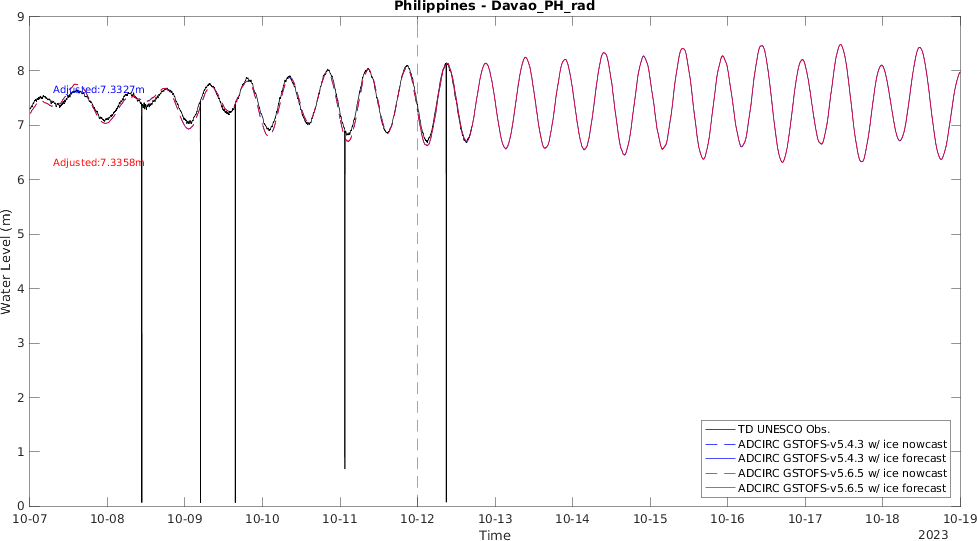 Philippines - Davao_PH_rad
9
8
7
6
5
4
3
2
1
0
Water Level (m)
Adjusted:7.3327m
Adjusted:7.3358m
TD UNESCO Obs.
ADCIRC GSTOFS-v5.4.3 w/ ice nowcast
ADCIRC GSTOFS-v5.4.3 w/ ice forecast
ADCIRC GSTOFS-v5.6.5 w/ ice nowcast
ADCIRC GSTOFS-v5.6.5 w/ ice forecast
10-07 10-08 10-09 10-10 10-11 10-12 10-13 10-14 10-15 10-16 10-17 10-18 10-19
Time
2023